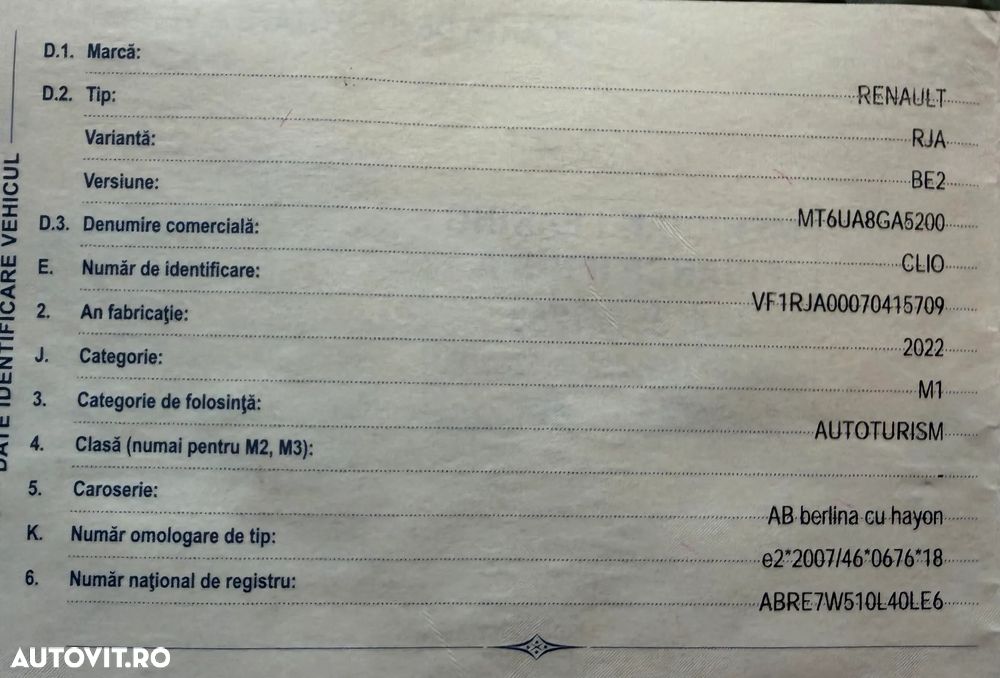 DATE IDENTIFICARE VEHICUL
D.1. Marcă: RENAULT
D.2. Tip: RJA
Variantă: BE2
Versiune: MT6UA8GA5200
D.3. Denumire comercială: CLIO
E. Număr de identificare: VF1RJA00070415709
2. An fabricaţie: 2022
J. Categorie: M1
3. Categorie de folosinţă: AUTOTURISM
4. Clasă (numai pentru M2, M3): -
5. Caroserie: AB berlina cu hayon
K. Număr omologare de tip: e2*2007/46*0676*18
6. Număr naţional de registru: ABRE7W510L40LE6
AUTOVIT.RO